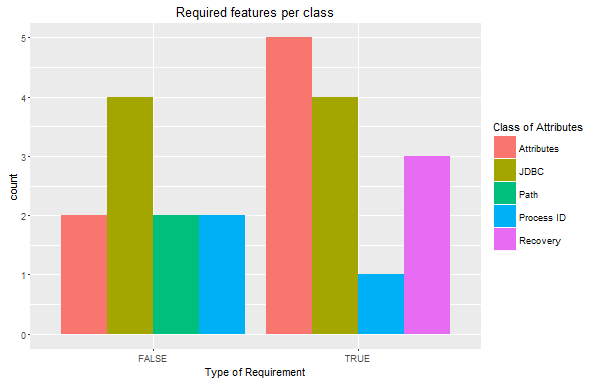 Required features per class
5
4
3
2
1
0
count
FALSE
TRUE
Type of Requirement
Class of Attributes
Attributes
JDBC
Path
Process ID
Recovery